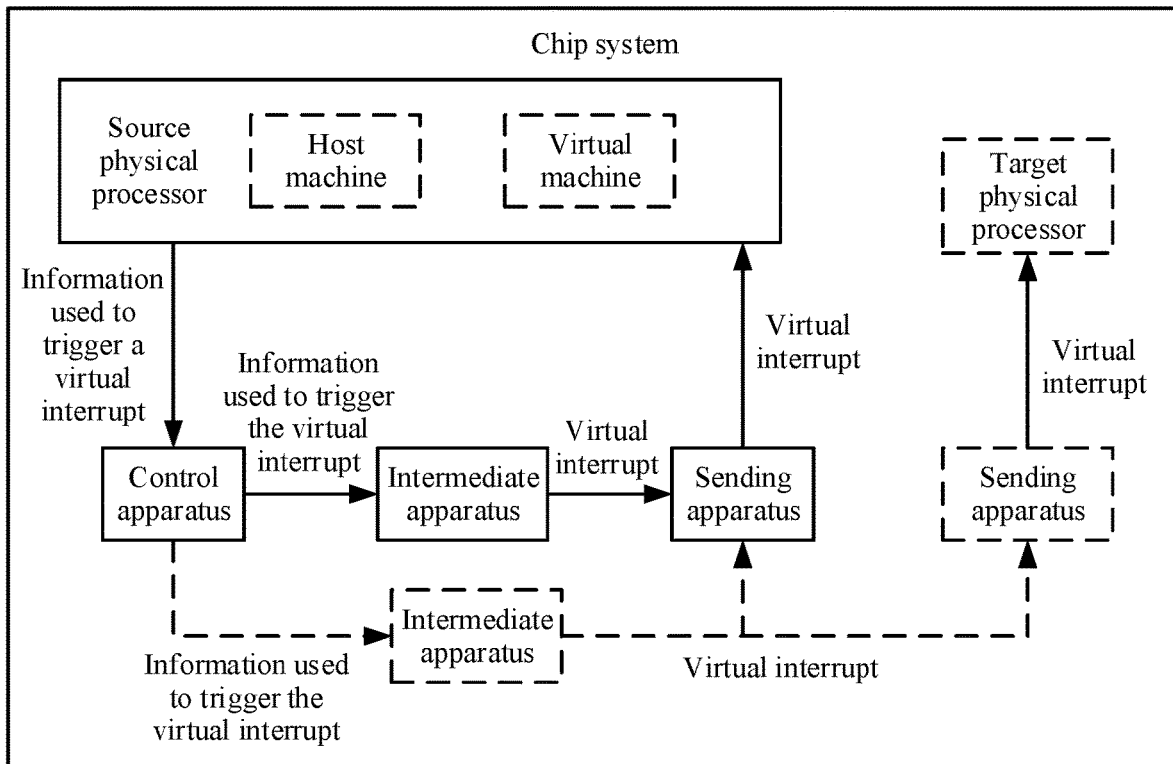 Chip system
Source
physical
processor
Host
machine
Virtual
machine
Target
physical
processor
Information
used to
trigger a
virtual
interrupt
Information
used to trigger
the virtual
interrupt
Virtual
interrupt
Virtual
interrupt
Virtual
interrupt
Control
apparatus
Intermediate
apparatus
Sending
apparatus
Sending
apparatus
Intermediate
apparatus
Information used
to trigger the
virtual interrupt
Virtual interrupt